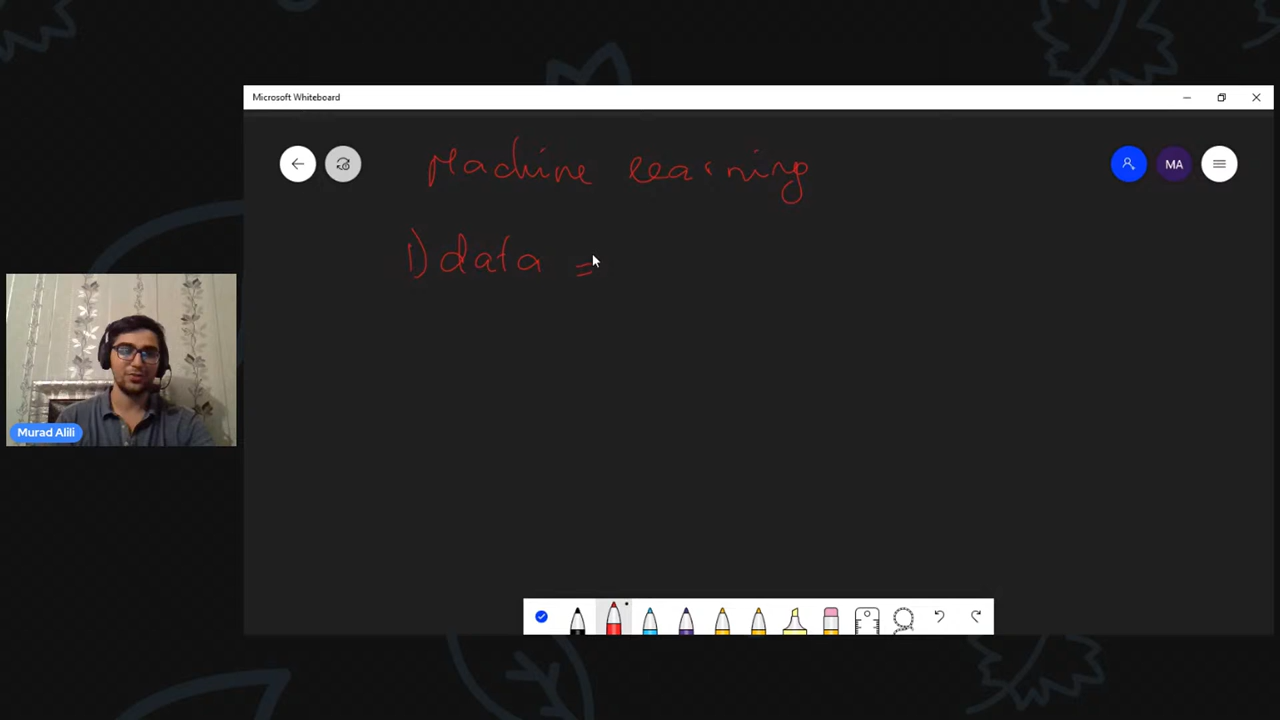 Microsoft Whiteboard
Machine learning
MA
1) data =
Murad Alili